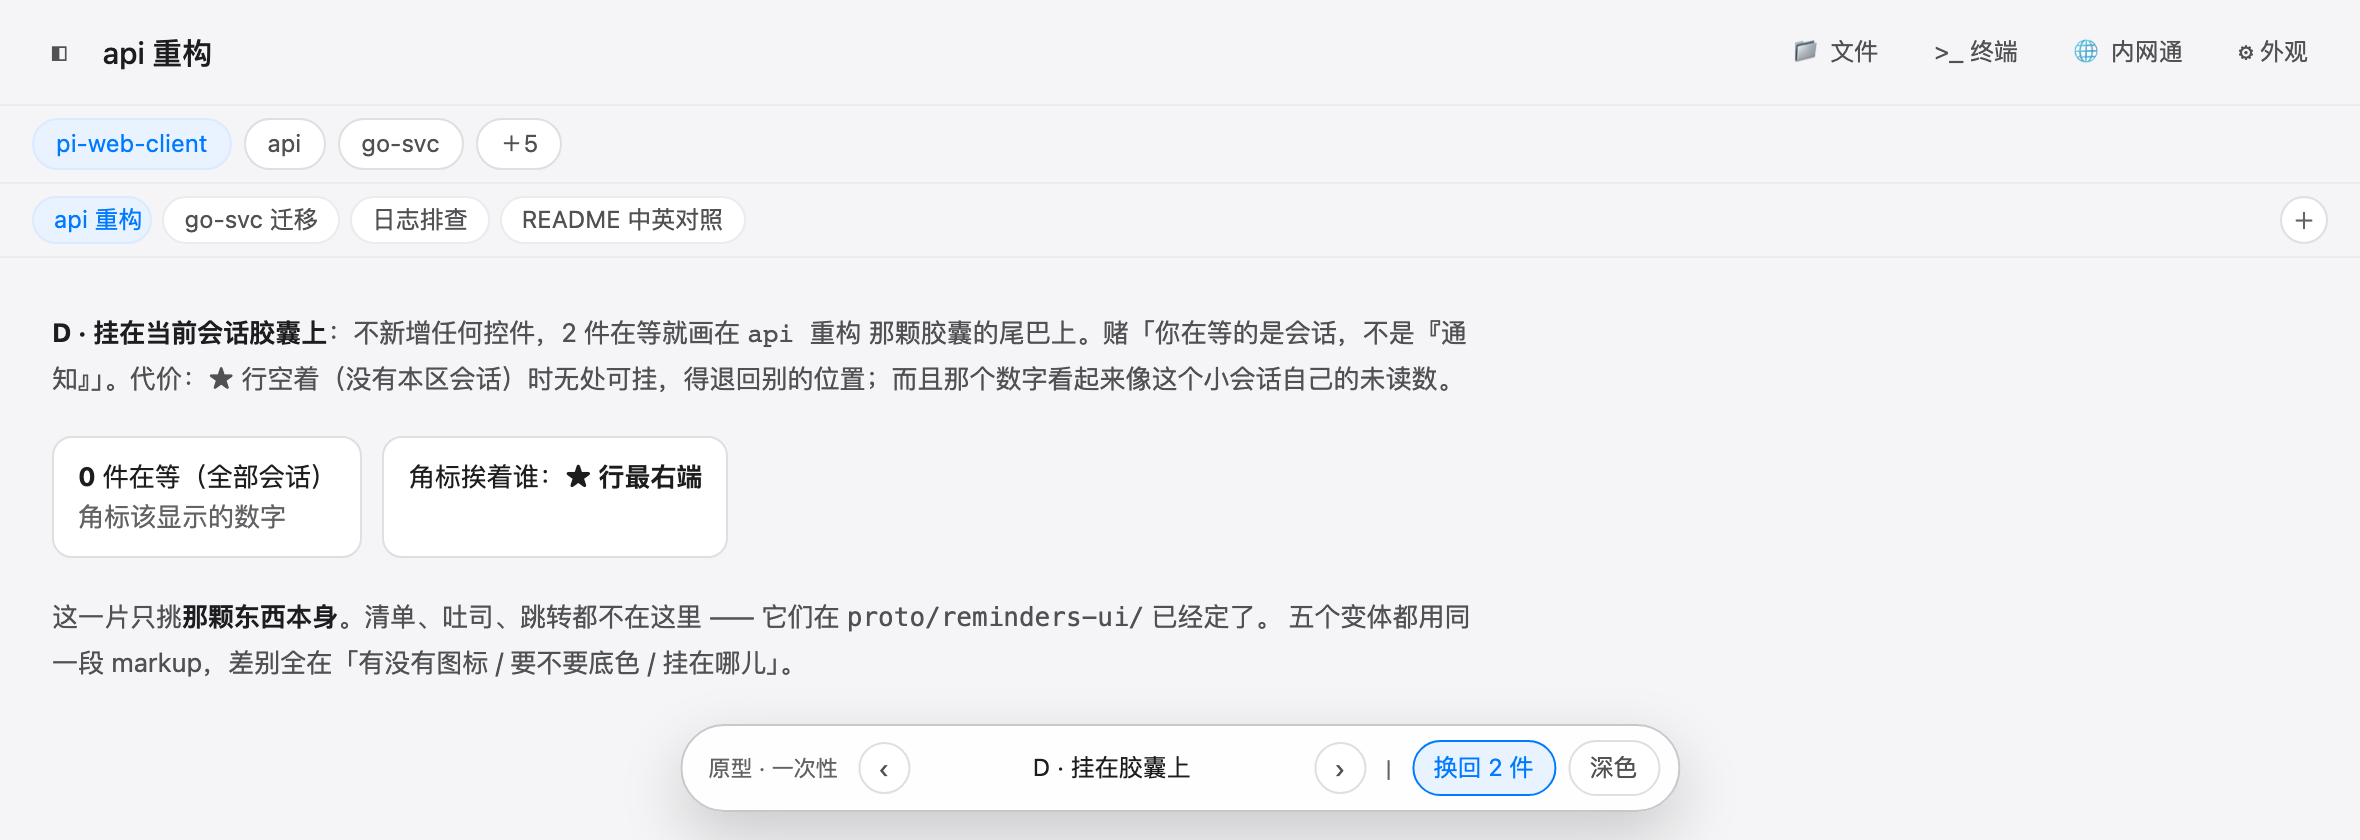 api 重构
文件 >_ 终端 内网通 外观
pi-web-client api go-svc +5
api 重构 go-svc 迁移 日志排查 README 中英对照 +
D · 挂在当前会话胶囊上：不新增任何控件，2 件在等就画在 api 重构 那颗胶囊的尾巴上。赌「你在等的是会话，不是『通
知』」。代价：★ 行空着（没有本区会话）时无处可挂，得退回别的位置；而且那个数字看起来像这个小会话自己的未读数。
0 件在等（全部会话）
角标该显示的数字
角标挨着谁：★ 行最右端
这一片只挑那颗东西本身。清单、吐司、跳转都不在这里 —— 它们在 proto/reminders-ui/ 已经定了。 五个变体都用同
一段 markup，差别全在「有没有图标 / 要不要底色 / 挂在哪儿」。
原型 · 一次性 ‹ D · 挂在胶囊上 › | 换回 2 件 深色